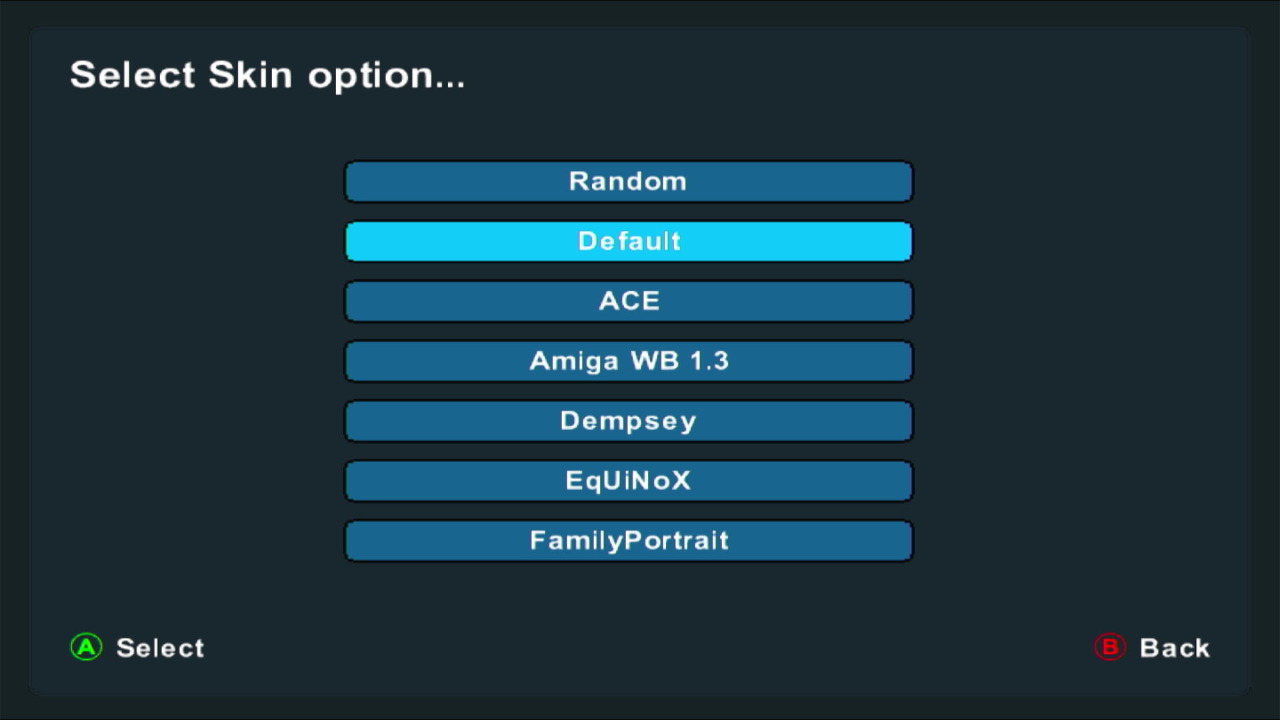 Select Skin option...
Random
Default
ACE
Amiga WB 1.3
Dempsey
EqUiNoX
FamilyPortrait
A Select
B Back